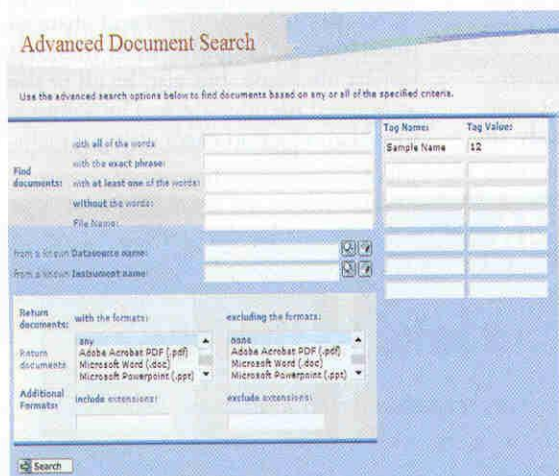 Advanced Document Search
Use the advanced search options below to find documents based on any or all of the specified criteria.
Find documents:
with all of the words
with the exact phrase:
with at least one of the words:
without the words:
File Name:
from a known Datasource name:
from a known Instrument name:
Tag Name: Tag Value:
Sample Name 12
Return documents:
with the formats:
excluding the formats:
Return documents
any
Adobe Acrobat PDF (.pdf)
Microsoft Word (.doc)
Microsoft Powerpoint (.ppt)
none
Adobe Acrobat PDF (.pdf)
Microsoft Word (.doc)
Microsoft Powerpoint (.ppt)
Additional Formats:
include extensions:
exclude extensions:
Search